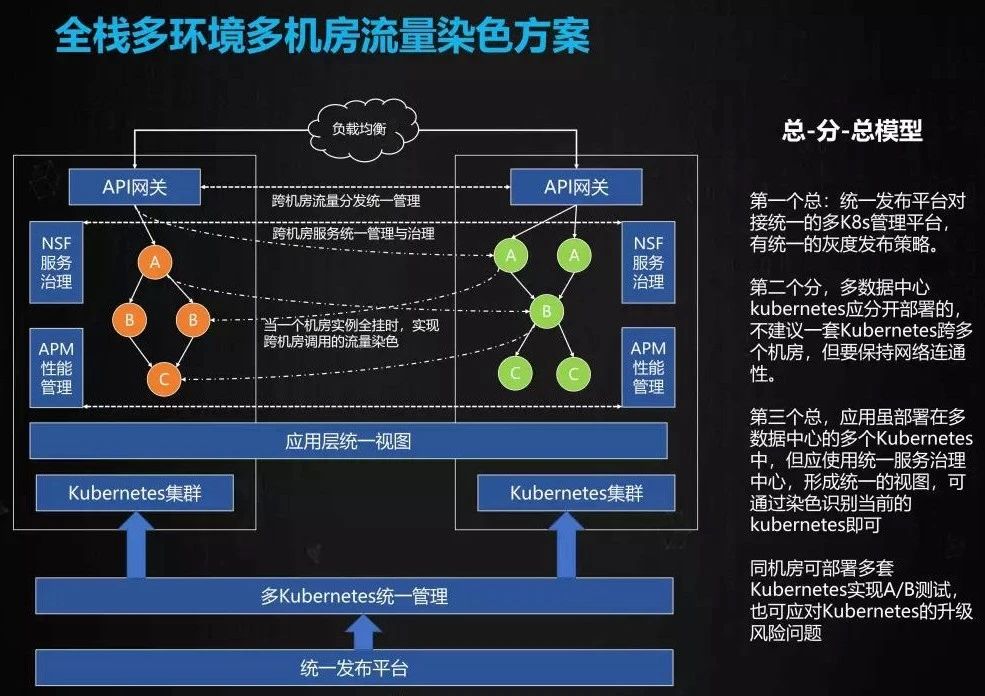 全栈多环境多机房流量染色方案
负载均衡
API网关
API网关
跨机房流量分发统一管理
跨机房服务统一管理与治理
NSF
服务
治理
NSF
服务
治理
A
A
A
B
B
B
当一个机房实例全挂时，实现
跨机房调用的流量染色
C
C
C
APM
性能
管理
APM
性能
管理
应用层统一视图
Kubernetes集群
Kubernetes集群
多Kubernetes统一管理
统一发布平台
总-分-总模型
第一个总：统一发布平台对
接统一的多K8s管理平台，
有统一的灰度发布策略。
第二个分，多数据中心
kubernetes应分开部署的，
不建议一套Kubernetes跨多
个机房，但要保持网络连通
性。
第三个总，应用虽部署在多
数据中心的多个Kubernetes
中，但应使用统一服务治理
中心，形成统一的视图，可
通过染色识别当前的
kubernetes即可
同机房可部署多套
Kubernetes实现A/B测试，
也可应对Kubernetes的升级
风险问题